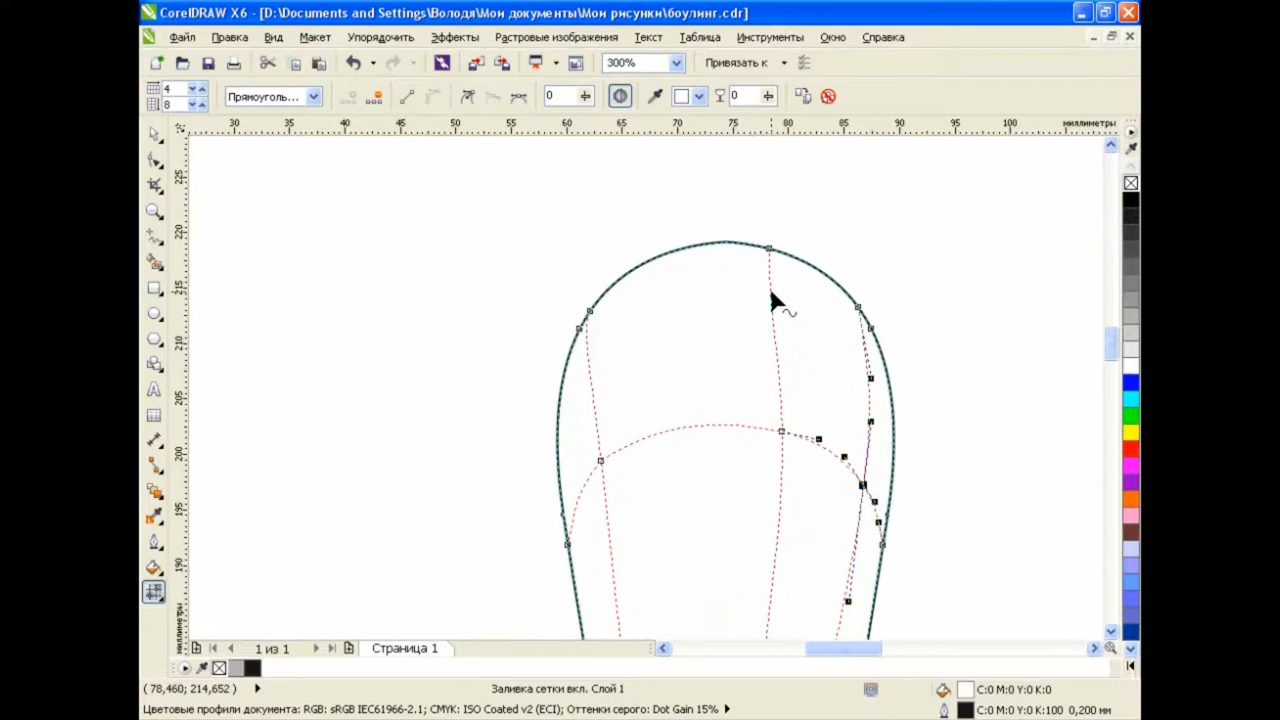 CorelDRAW X6 - [D:\Documents and Settings\Володя\Мои документы\Мои рисунки\боулинг.cdr]
Файл Правка Вид Макет Упорядочить Эффекты Растровые изображения Текст Таблица Инструменты Окно Справка
300% Привязать к
4
8
Прямоуголь... 0 0
30 35 40 45 50 55 60 65 70 75 80 85 90 95 100 миллиметры
225
220
215
210
205
200
195
190
миллиметры
1 из 1 Страница 1
( 78,460; 214,652 ) Заливка сетки вкл. Слой 1 C:0 M:0 Y:0 K:0
Цветовые профили документа: RGB: sRGB IEC61966-2.1; CMYK: ISO Coated v2 (ECI); Оттенки серого: Dot Gain 15% C:0 M:0 Y:0 K:100 0,200 мм